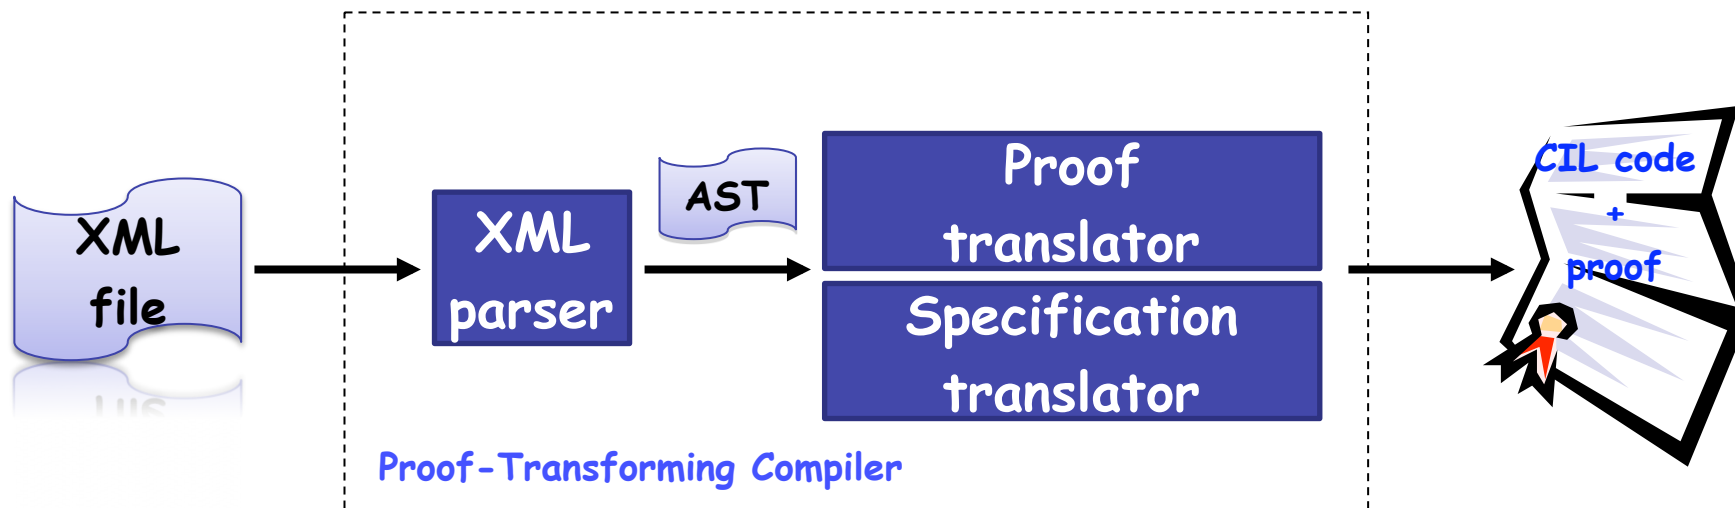 XML
file
XML
parser
AST
Proof
translator
Specification
translator
CIL code
+
proof
Proof-Transforming Compiler